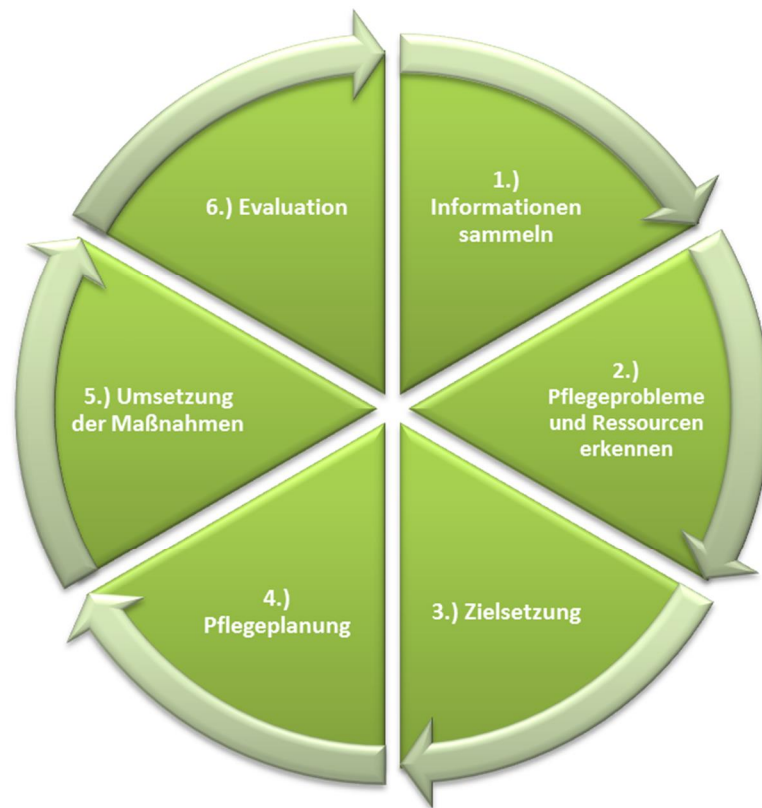 1.)
Informationen
sammeln
2.)
Pflegeprobleme
und Ressourcen
erkennen
3.) Zielsetzung
4.)
Pflegeplanung
5.) Umsetzung
der Maßnahmen
6.) Evaluation